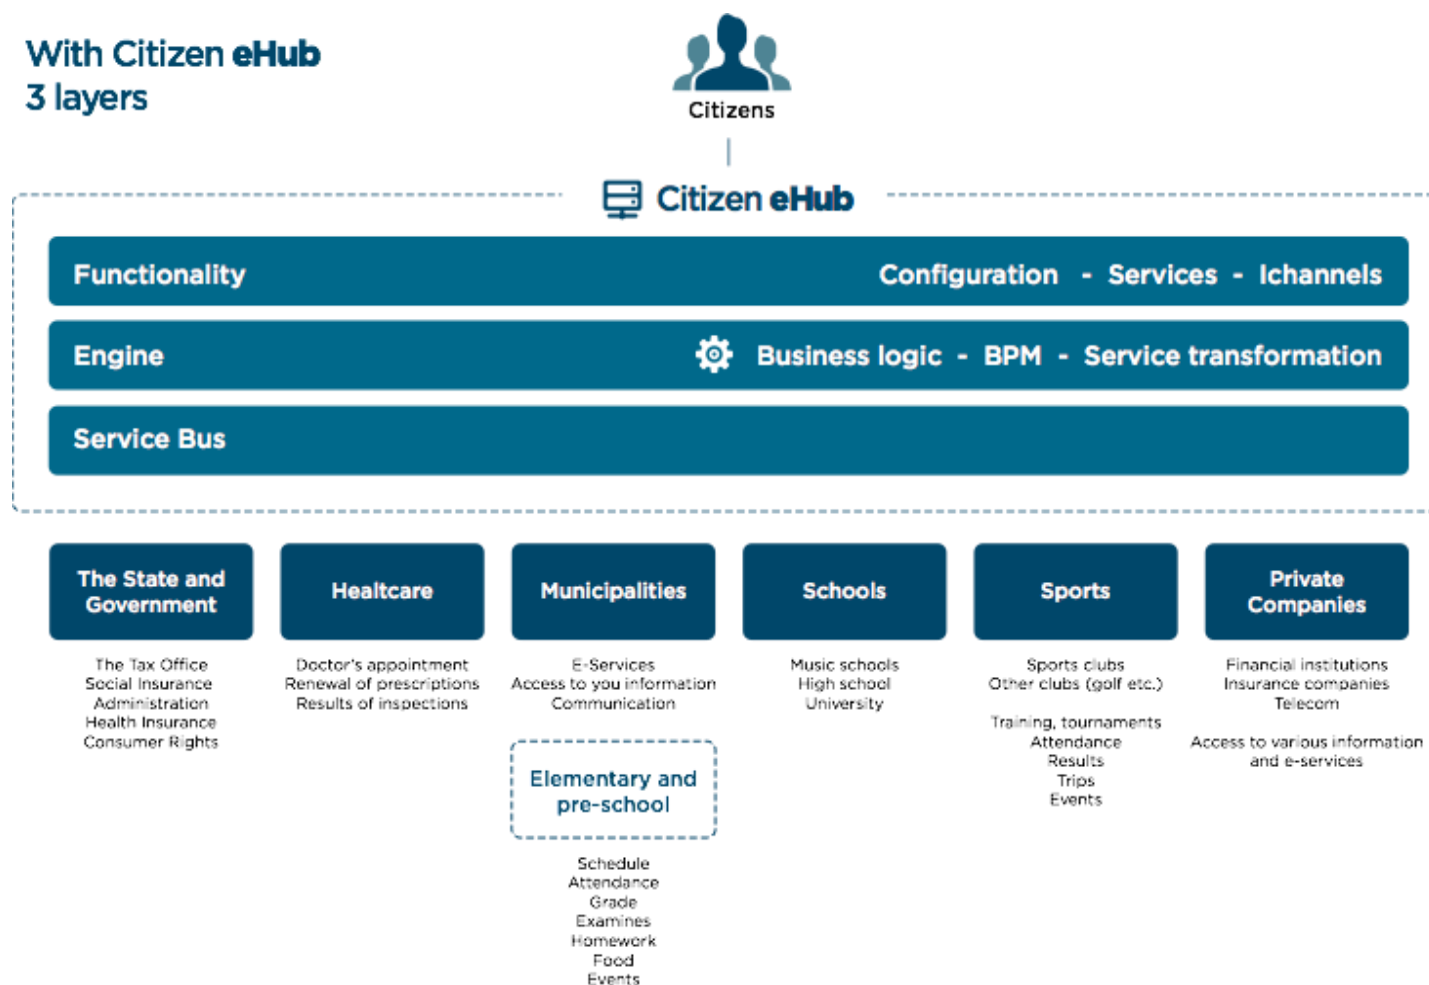 With Citizen eHub
3 layers
Citizens
Citizen eHub
Functionality
Configuration - Services - Ichannels
Engine
Business logic - BPM - Service transformation
Service Bus
The State and
Government
The Tax Office
Social Insurance
Administration
Health Insurance
Consumer Rights
Healtcare
Doctor's appointment
Renewal of prescriptions
Results of inspections
Municipalities
E-Services
Access to you information
Communication
Elementary and
pre-school
Schedule
Attendance
Grade
Examines
Homework
Food
Events
Schools
Music schools
High school
University
Sports
Sports clubs
Other clubs (golf etc.)
Training, tournaments
Attendance
Results
Trips
Events
Private
Companies
Financial institutions
Insurance companies
Telecom
Access to various information
and e-services